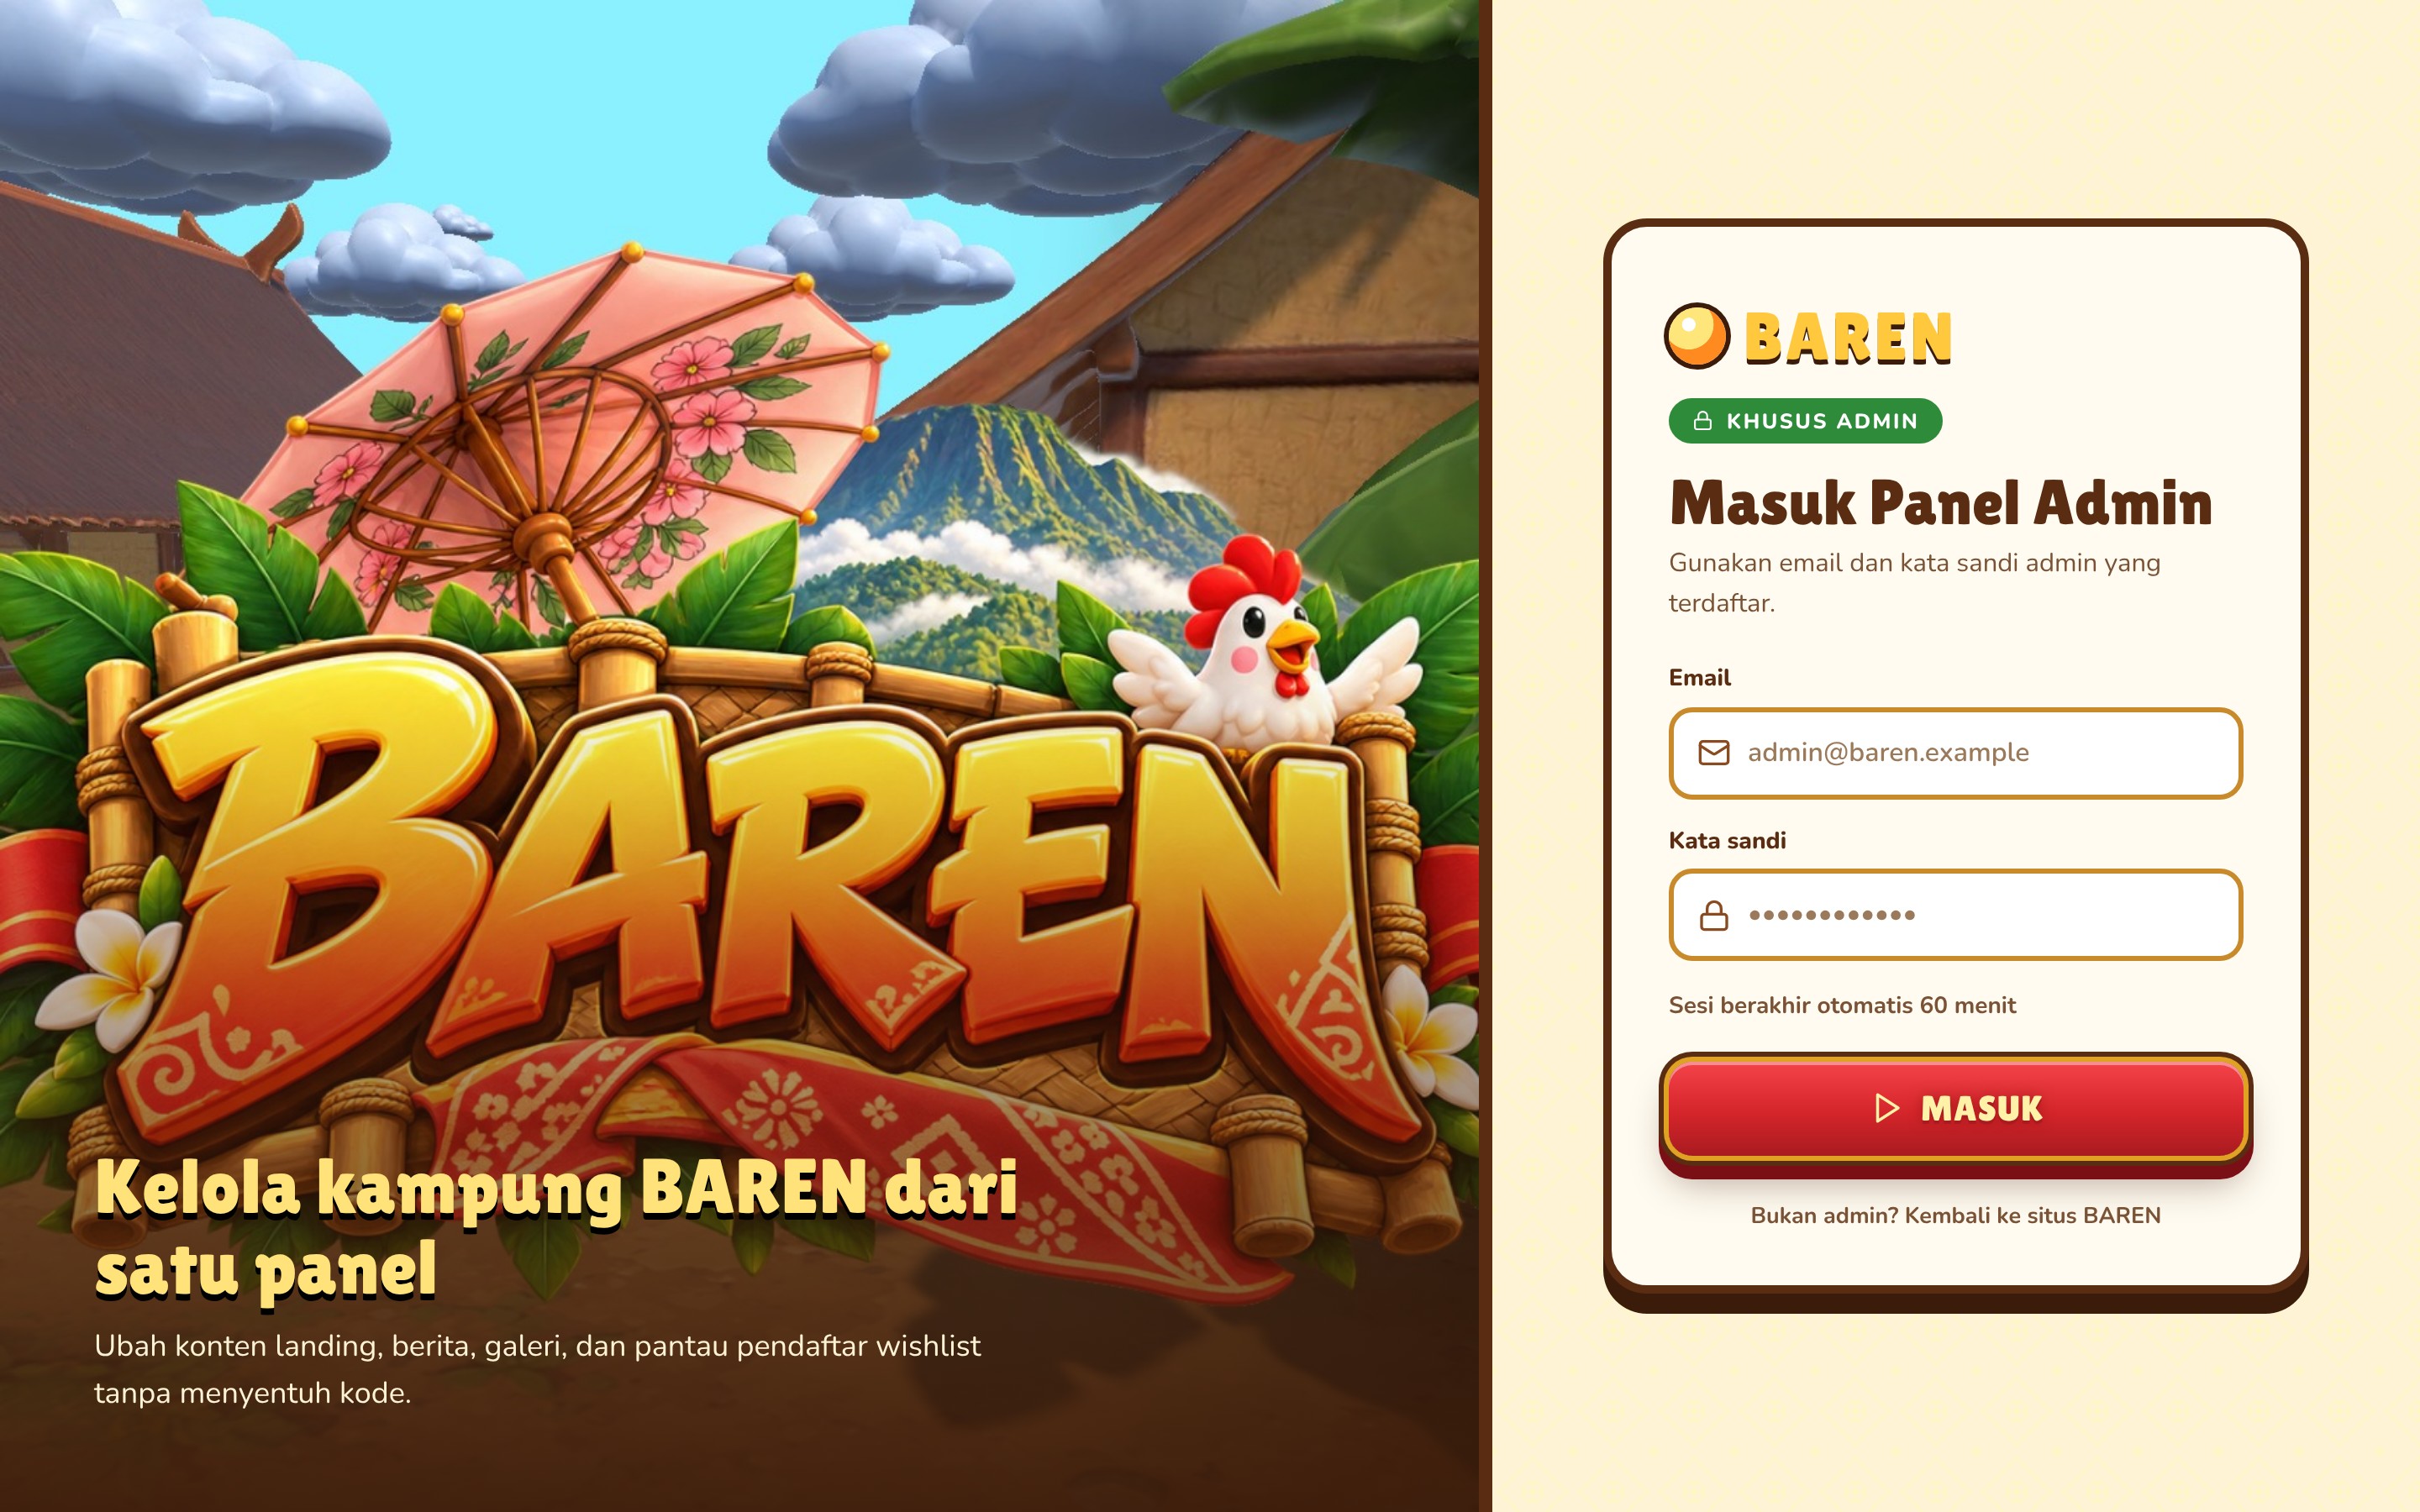 BAREN
Kelola kampung BAREN dari
satu panel
Ubah konten landing, berita, galeri, dan pantau pendaftar wishlist
tanpa menyentuh kode.
BAREN
KHUSUS ADMIN
Masuk Panel Admin
Gunakan email dan kata sandi admin yang
terdaftar.
Email
admin@baren.example
Kata sandi
••••••••••••
Sesi berakhir otomatis 60 menit
MASUK
Bukan admin? Kembali ke situs BAREN